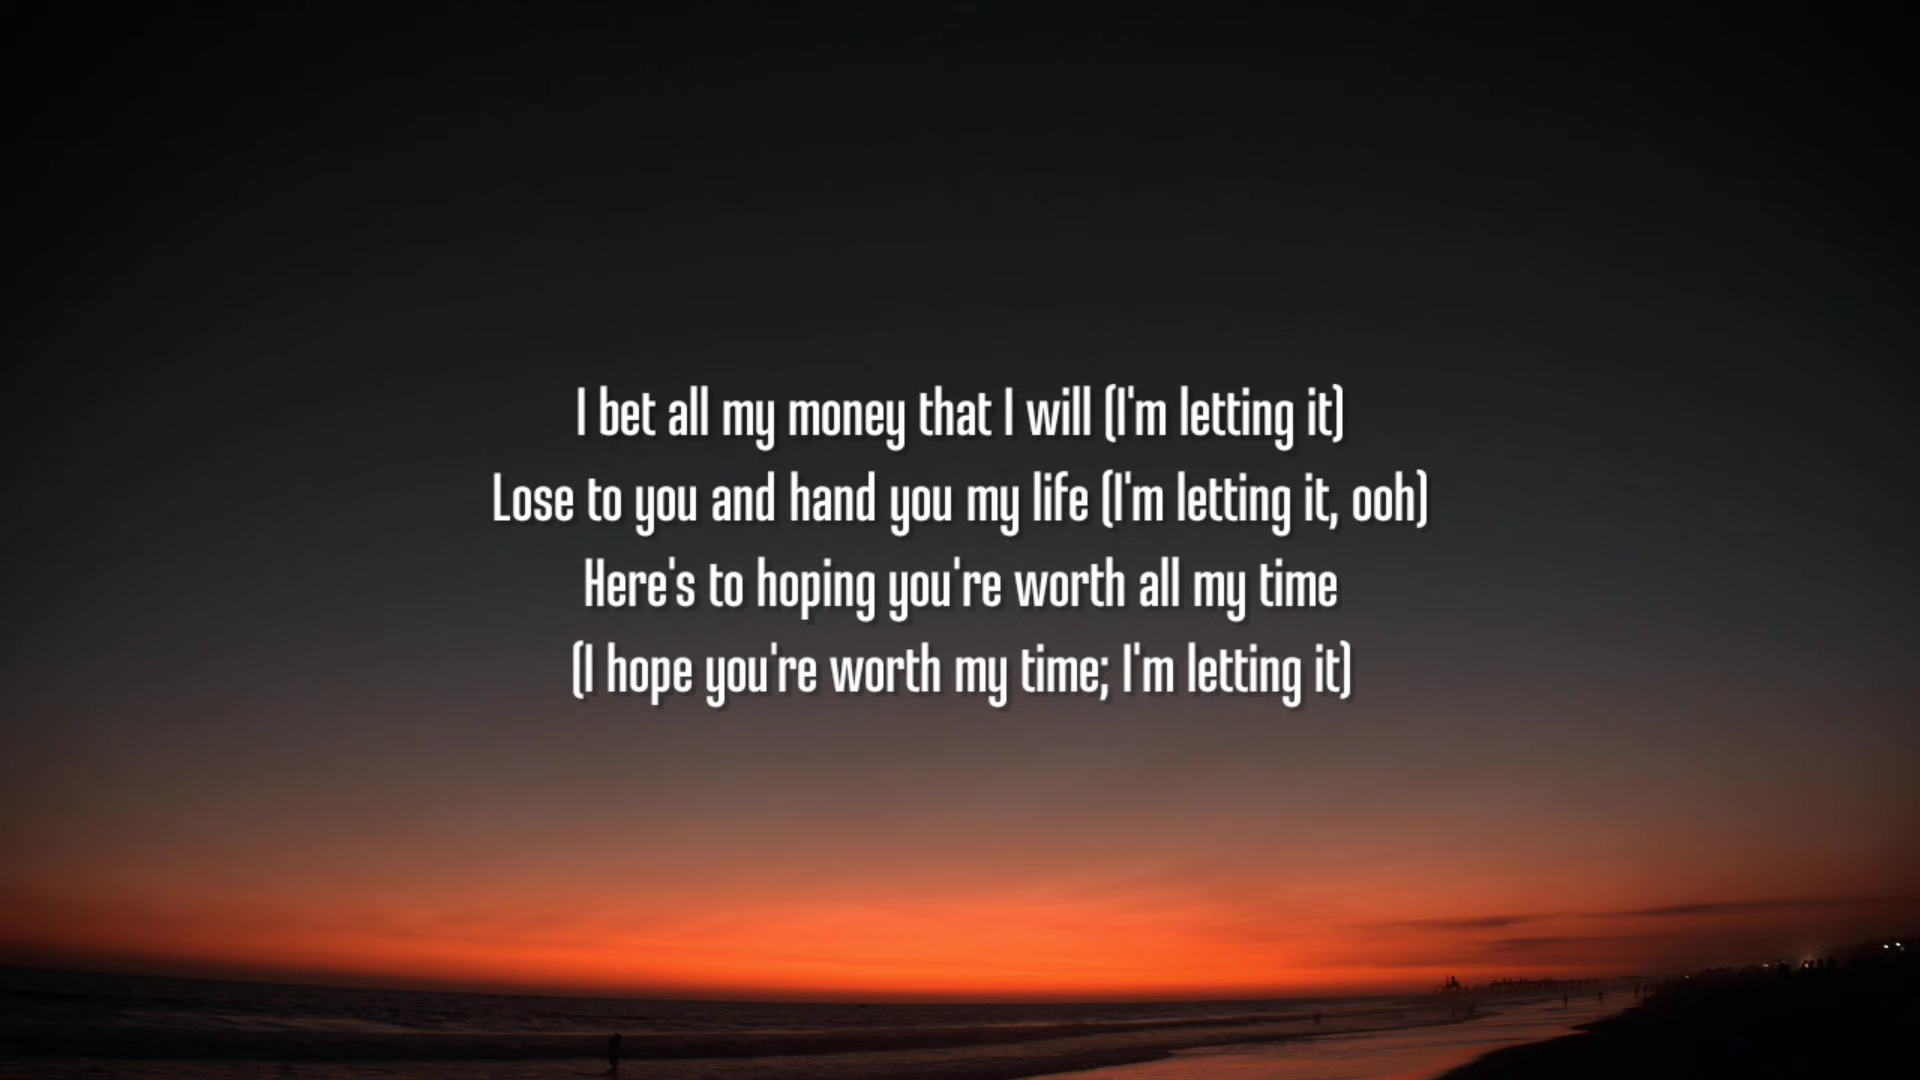 I bet all my money that I will (I'm letting it)
Lose to you and hand you my life (I'm letting it, ooh)
Here's to hoping you're worth all my time
(I hope you're worth my time; I'm letting it)